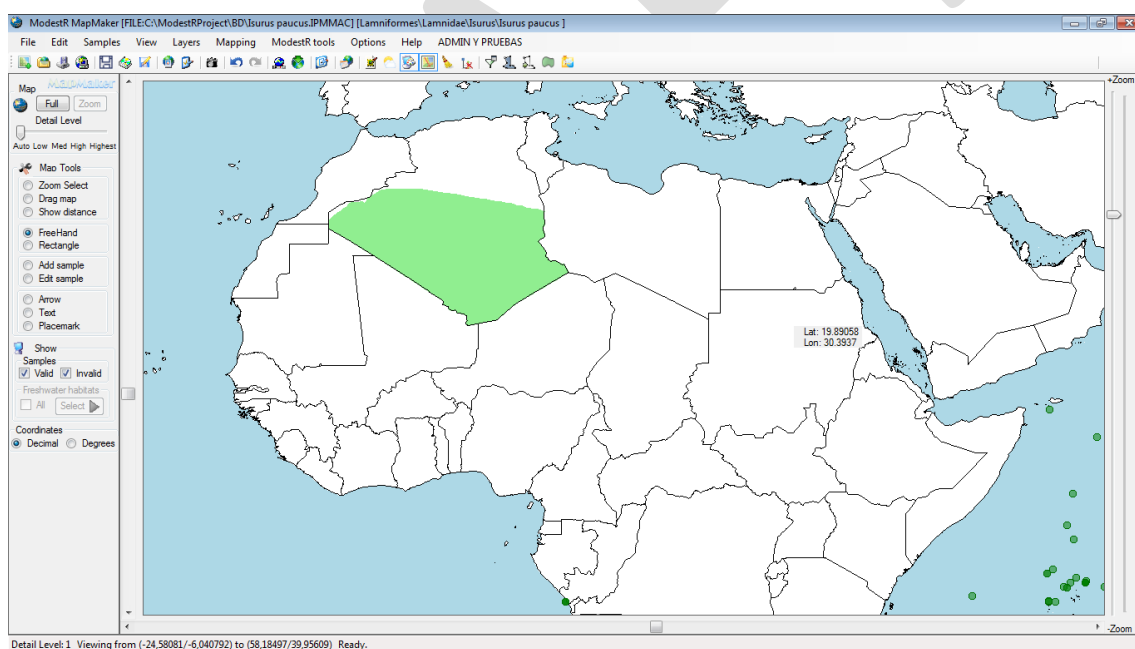 ModestR MapMaker [FILE:C:\ModestRProject\BD\Isurus paucus.IPMMAC] [Lamniformes\Lamnidae\Isurus\Isurus paucus ]
File Edit Samples View Layers Mapping ModestR tools Options Help ADMIN Y PRUEBAS
Map MapMaker
Full Zoom
Detail Level
Auto Low Med High Highest
Map Tools
Zoom Select
Drag map
Show distance
FreeHand
Rectangle
Add sample
Edit sample
Arrow
Text
Placemark
Show
Samples
Valid Invalid
Freshwater habitats
All Select
Coordinates
Decimal Degrees
+Zoom
Lat: 19.89058
Lon: 30.3937
-Zoom
Detail Level: 1 Viewing from (-24,58081/-6,040792) to (58,18497/39,95609) Ready.